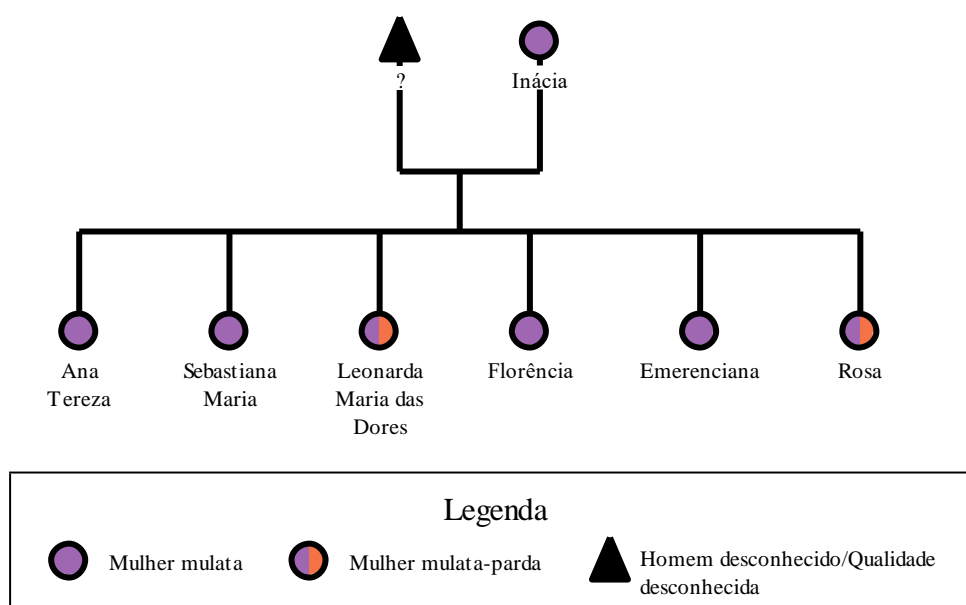 ?
Inácia
Ana
Tereza
Sebastiana
Maria
Leonarda
Maria das
Dores
Florência
Emerenciana
Rosa
Legenda
Mulher mulata
Mulher mulata-parda
Homem desconhecido/Qualidade
desconhecida